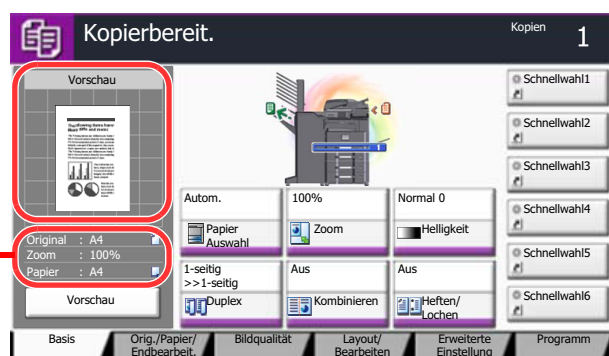 Kopierbereit.
Kopien 1
Vorschau
Original : A4
Zoom : 100%
Papier : A4
Vorschau
Autom.
Papier
Auswahl
100%
Zoom
Normal 0
Helligkeit
1-seitig
>>1-seitig
Duplex
Aus
Kombinieren
Aus
Heften/
Lochen
Schnellwahl1
Schnellwahl2
Schnellwahl3
Schnellwahl4
Schnellwahl5
Schnellwahl6
Basis
Orig./Papier/
Endbearbeit.
Bildqualität
Layout/
Bearbeiten
Erweiterte
Einstellung
Programm